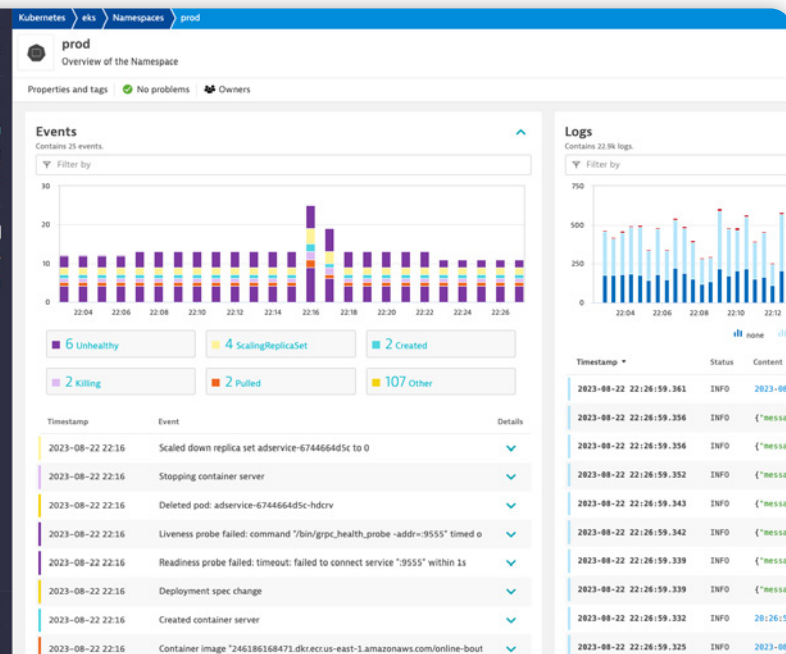 Kubernetes eks Namespaces prod
prod
Overview of the Namespace
Properties and tags No problems Owners
Events
Contains 25 events.
Filter by
30
20
10
0
22:04 22:06 22:08 22:10 22:12 22:14 22:16 22:18 22:20 22:22 22:24 22:26
6 Unhealthy 4 ScalingReplicaSet 2 Created
2 Killing 2 Pulled 107 Other
Timestamp Event Details
2023-08-22 22:16 Scaled down replica set adservice-6744664d5c to 0
2023-08-22 22:16 Stopping container server
2023-08-22 22:16 Deleted pod: adservice-6744664d5c-hdcrv
2023-08-22 22:16 Liveness probe failed: command "/bin/grpc_health_probe -addr=:9555" timed o
2023-08-22 22:16 Readiness probe failed: timeout: failed to connect service ":9555" within 1s
2023-08-22 22:16 Deployment spec change
2023-08-22 22:16 Created container server
2023-08-22 22:16 Container image "246186168471.dkr.ecr.us-east-1.amazonaws.com/online-bout
Logs
Contains 22.9k logs.
Filter by
750
500
250
0
22:04 22:06 22:08 22:10 22:12
none
Timestamp Status Content
2023-08-22 22:26:59.361 INFO 2023-08
2023-08-22 22:26:59.356 INFO {"messa
2023-08-22 22:26:59.356 INFO {"messa
2023-08-22 22:26:59.352 INFO {"messa
2023-08-22 22:26:59.343 INFO {"messa
2023-08-22 22:26:59.342 INFO {"messa
2023-08-22 22:26:59.339 INFO {"messa
2023-08-22 22:26:59.339 INFO {"messa
2023-08-22 22:26:59.332 INFO 20:26:5
2023-08-22 22:26:59.325 INFO 2023-08